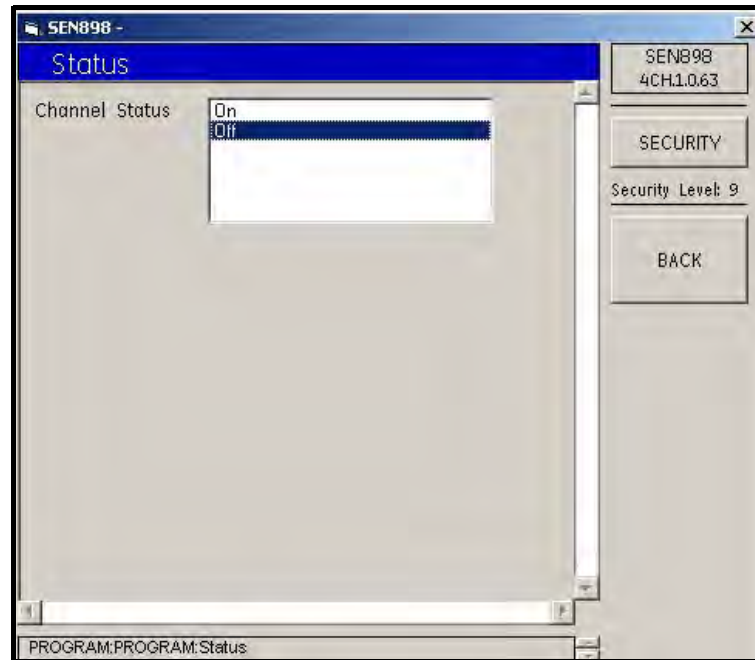 SEN898 -
Status
Channel Status
On
Off
SEN898
4CH.1.0.63
SECURITY
Security Level: 9
BACK
PROGRAM:PROGRAM:Status